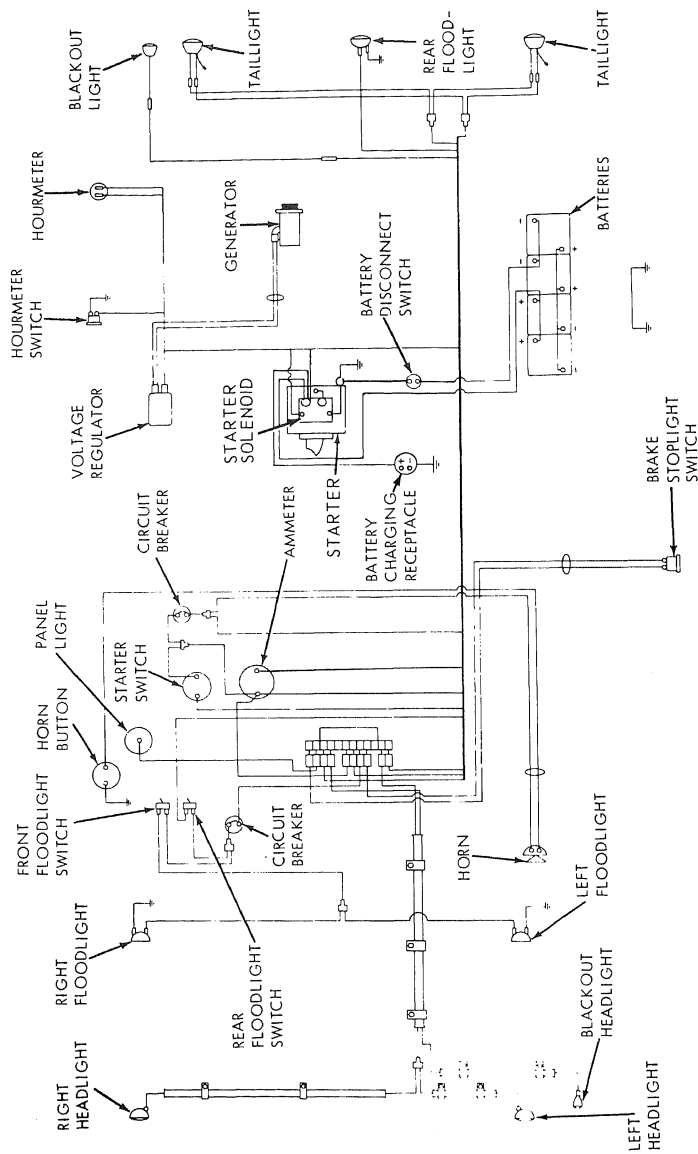 BLACKOUT
LIGHT
TAILLIGHT
REAR
FLOOD-
LIGHT
TAILLIGHT
HOURMETER
HOURMETER
SWITCH
GENERATOR
BATTERY
DISCONNECT
SWITCH
BATTERIES
VOLTAGE
REGULATOR
STARTER
SOLENOID
STARTER
BATTERY
CHARGING
RECEPTACLE
BRAKE
STOPLIGHT
SWITCH
CIRCUIT
BREAKER
AMMETER
PANEL
LIGHT
STARTER
SWITCH
HORN
BUTTON
FRONT
FLOODLIGHT
SWITCH
CIRCUIT
BREAKER
HORN
LEFT
FLOODLIGHT
RIGHT
FLOODLIGHT
REAR
FLOODLIGHT
SWITCH
RIGHT
HEADLIGHT
BLACKOUT
HEADLIGHT
LEFT
HEADLIGHT